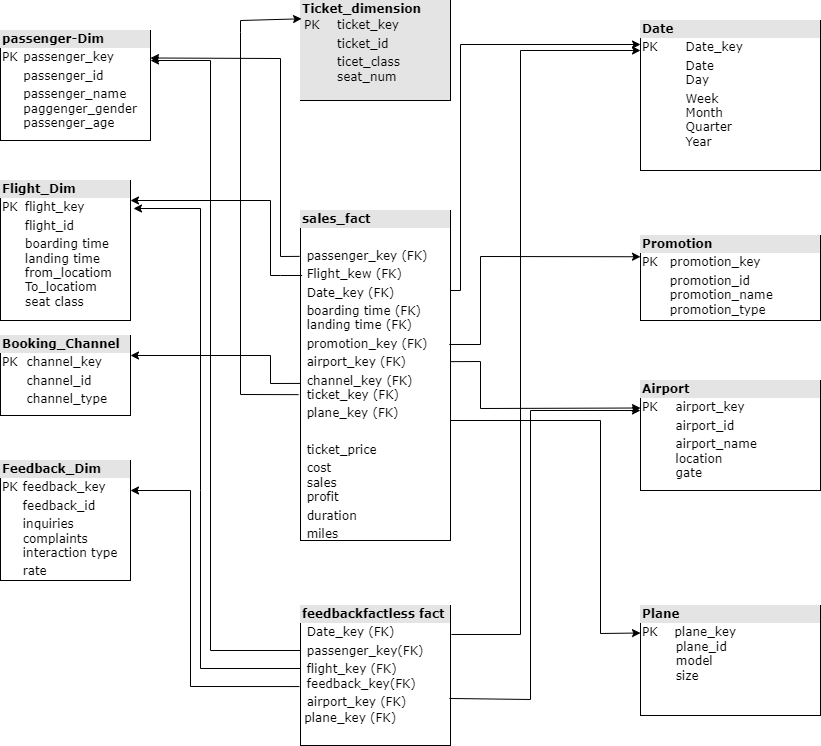 Ticket_dimension
PK ticket_key
ticket_id
ticet_class
seat_num
passenger-Dim
PK passenger_key
passenger_id
passenger_name
paggenger_gender
passenger_age
Date
PK Date_key
Date
Day
Week
Month
Quarter
Year
Flight_Dim
PK flight_key
flight_id
boarding time
landing time
from_locatiom
To_locatiom
seat class
sales_fact
passenger_key (FK)
Flight_kew (FK)
Date_key (FK)
boarding time (FK)
landing time (FK)
promotion_key (FK)
airport_key (FK)
channel_key (FK)
ticket_key (FK)
plane_key (FK)
ticket_price
cost
sales
profit
duration
miles
Promotion
PK promotion_key
promotion_id
promotion_name
promotion_type
Booking_Channel
PK channel_key
channel_id
channel_type
Airport
PK airport_key
airport_id
airport_name
location
gate
Feedback_Dim
PK feedback_key
feedback_id
inquiries
complaints
interaction type
rate
feedbackfactless fact
Date_key (FK)
passenger_key(FK)
flight_key (FK)
feedback_key(FK)
airport_key (FK)
plane_key (FK)
Plane
PK plane_key
plane_id
model
size